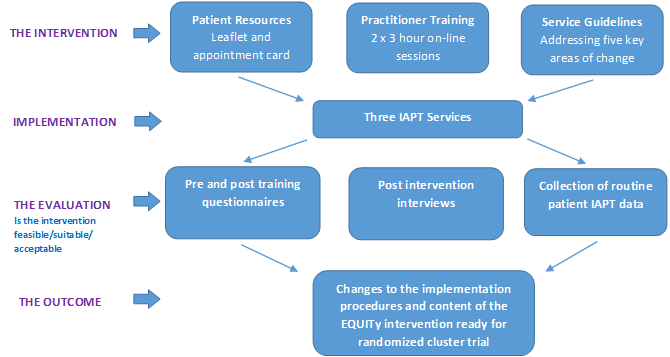 THE INTERVENTION
Patient Resources
Leaflet and
appointment card
Practitioner Training
2 x 3 hour on-line
sessions
Service Guidelines
Addressing five key
areas of change
IMPLEMENTATION
Three IAPT Services
THE EVALUATION
Is the intervention
feasible/suitable/
acceptable
Pre and post training
questionnaires
Post intervention
interviews
Collection of routine
patient IAPT data
THE OUTCOME
Changes to the implementation
procedures and content of the
EQUITy intervention ready for
randomized cluster trial